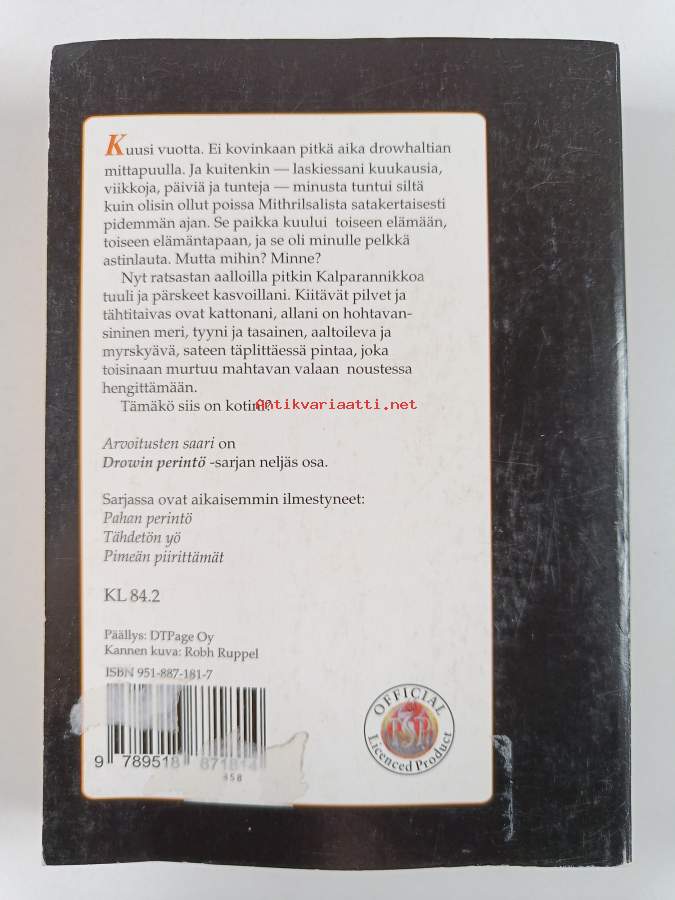 Kuusi vuotta. Ei kovinkaan pitkä aika drowhaltian
mittapuulla. Ja kuitenkin — laskiessani kuukausia,
viikkoja, päiviä ja tunteja — minusta tuntui siltä
kuin olisin ollut poissa Mithrilsalista satakertaisesti
pidemmän ajan. Se paikka kuului toiseen elämään,
toiseen elämäntapaan, ja se oli minulle pelkkä
astinlauta. Mutta mihin? Minne?
Nyt ratsastan aalloilla pitkin Kalparannikkoa
tuuli ja pärskeet kasvoillani. Kiitävät pilvet ja
tähtitaivas ovat kattonani, allani on hohtavan-
sininen meri, tyyni ja tasainen, aaltoileva ja
myrskyävä, sateen täplittäessä pintaa, joka
toisinaan murtuu mahtavan valaan noustessa
hengittämään.
Tämäkö siis on kotini?
Antikvariaatti.net
Arvoitusten saari on
Drowin perintö -sarjan neljäs osa.
Sarjassa ovat aikaisemmin ilmestyneet:
Pahan perintö
Tähdetön yö
Pimeän piirittämät
KL 84.2
Päällys: DTPage Oy
Kannen kuva: Robh Ruppel
ISBN 951-887-181-7
9 789518 871814
OFFICIAL
TSR
Licenced Product